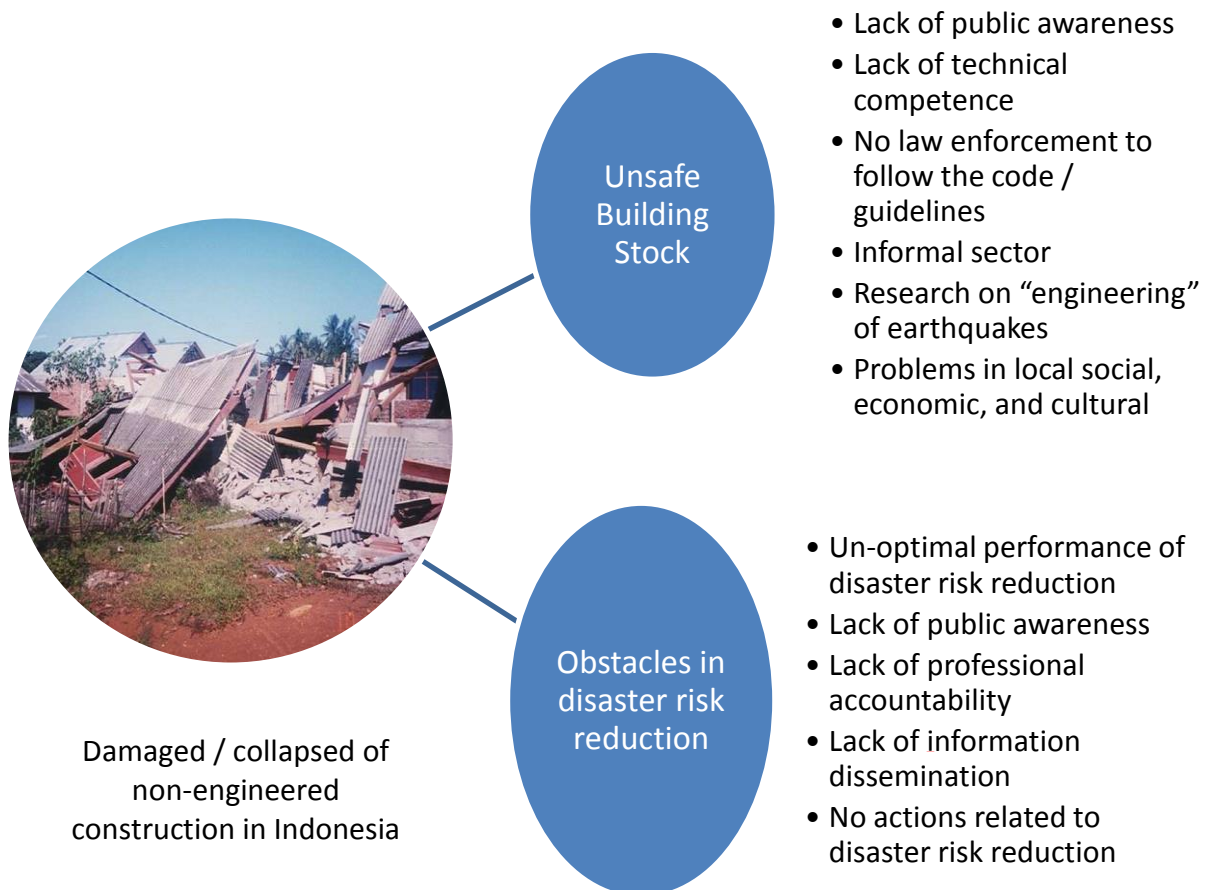 Unsafe
Building
Stock
• Lack of public awareness
• Lack of technical
competence
• No law enforcement to
follow the code /
guidelines
• Informal sector
• Research on “engineering”
of earthquakes
• Problems in local social,
economic, and cultural
Obstacles in
disaster risk
reduction
• Un-optimal performance of
disaster risk reduction
• Lack of public awareness
• Lack of professional
accountability
• Lack of information
dissemination
• No actions related to
disaster risk reduction
Damaged / collapsed of
non-engineered
construction in Indonesia